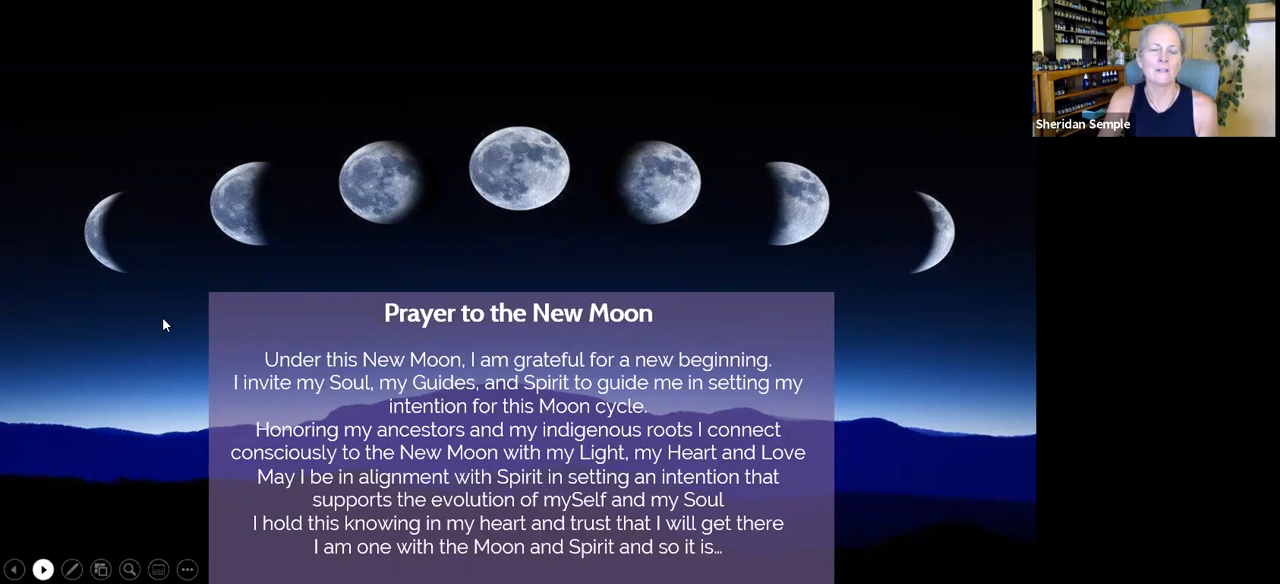 Sheridan Semple
Prayer to the New Moon
Under this New Moon, I am grateful for a new beginning.
I invite my Soul, my Guides, and Spirit to guide me in setting my
intention for this Moon cycle.
Honoring my ancestors and my indigenous roots I connect
consciously to the New Moon with my Light, my Heart and Love
May I be in alignment with Spirit in setting an intention that
supports the evolution of mySelf and my Soul
I hold this knowing in my heart and trust that I will get there
I am one with the Moon and Spirit and so it is...